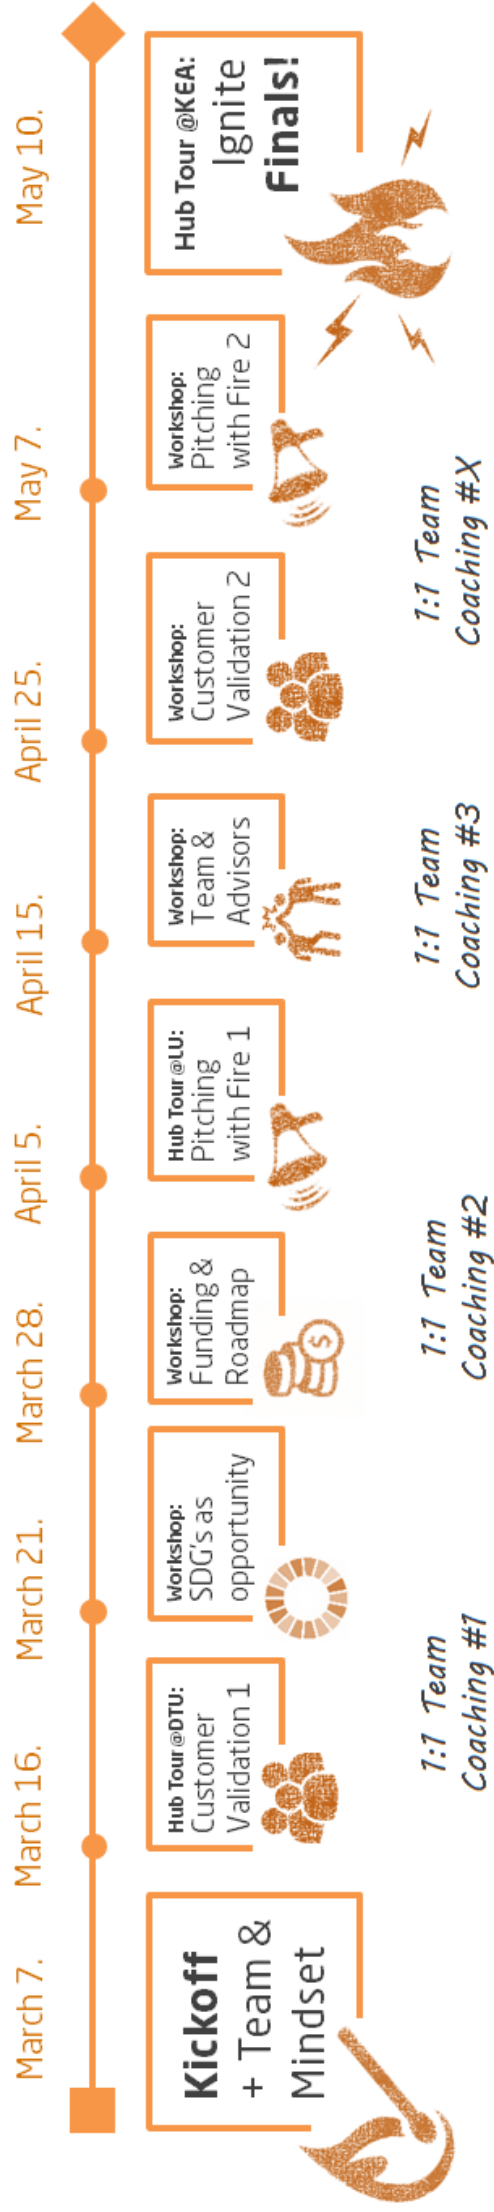 March 7.
March 16.
March 21.
March 28.
April 5.
April 15.
April 25.
May 7.
May 10.
Kickoff
+ Team &
Mindset
Hub Tour@DTU:
Customer
Validation 1
Workshop:
SDG's as
opportunity
Workshop:
Funding &
Roadmap
$
Hub Tour@LU:
Pitching
with Fire 1
Workshop:
Team &
Advisors
Workshop:
Customer
Validation 2
Workshop:
Pitching
with Fire 2
Hub Tour @KEA:
Ignite
Finals!
1:1 Team
Coaching #1
1:1 Team
Coaching #2
1:1 Team
Coaching #3
1:1 Team
Coaching #X